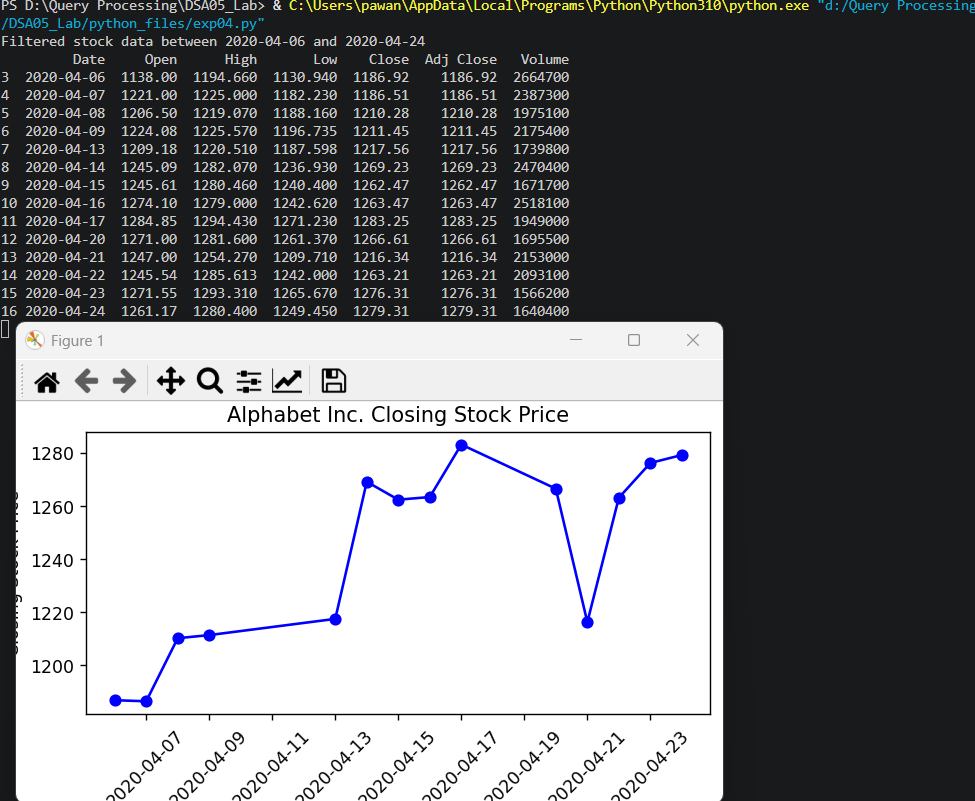 PS D:\Query Processing\DSA05_Lab> & C:\Users\pawan\AppData\Local\Programs\Python\Python310\python.exe "d:/Query Processing
/DSA05_Lab/python_files/exp04.py"
Filtered stock data between 2020-04-06 and 2020-04-24
Date Open High Low Close Adj Close Volume
3 2020-04-06 1138.00 1194.660 1130.940 1186.92 1186.92 2664700
4 2020-04-07 1221.00 1225.000 1182.230 1186.51 1186.51 2387300
5 2020-04-08 1206.50 1219.070 1188.160 1210.28 1210.28 1975100
6 2020-04-09 1224.08 1225.570 1196.735 1211.45 1211.45 2175400
7 2020-04-13 1209.18 1220.510 1187.598 1217.56 1217.56 1739800
8 2020-04-14 1245.09 1282.070 1236.930 1269.23 1269.23 2470400
9 2020-04-15 1245.61 1280.460 1240.400 1262.47 1262.47 1671700
10 2020-04-16 1274.10 1279.000 1242.620 1263.47 1263.47 2518100
11 2020-04-17 1284.85 1294.430 1271.230 1283.25 1283.25 1949000
12 2020-04-20 1271.00 1281.600 1261.370 1266.61 1266.61 1695500
13 2020-04-21 1247.00 1254.270 1209.710 1216.34 1216.34 2153000
14 2020-04-22 1245.54 1285.613 1242.000 1263.21 1263.21 2093100
15 2020-04-23 1271.55 1293.310 1265.670 1276.31 1276.31 1566200
16 2020-04-24 1261.17 1280.400 1249.450 1279.31 1279.31 1640400
Figure 1
Alphabet Inc. Closing Stock Price
1280
1260
1240
1220
1200
2020-04-07
2020-04-09
2020-04-11
2020-04-13
2020-04-15
2020-04-17
2020-04-19
2020-04-21
2020-04-23